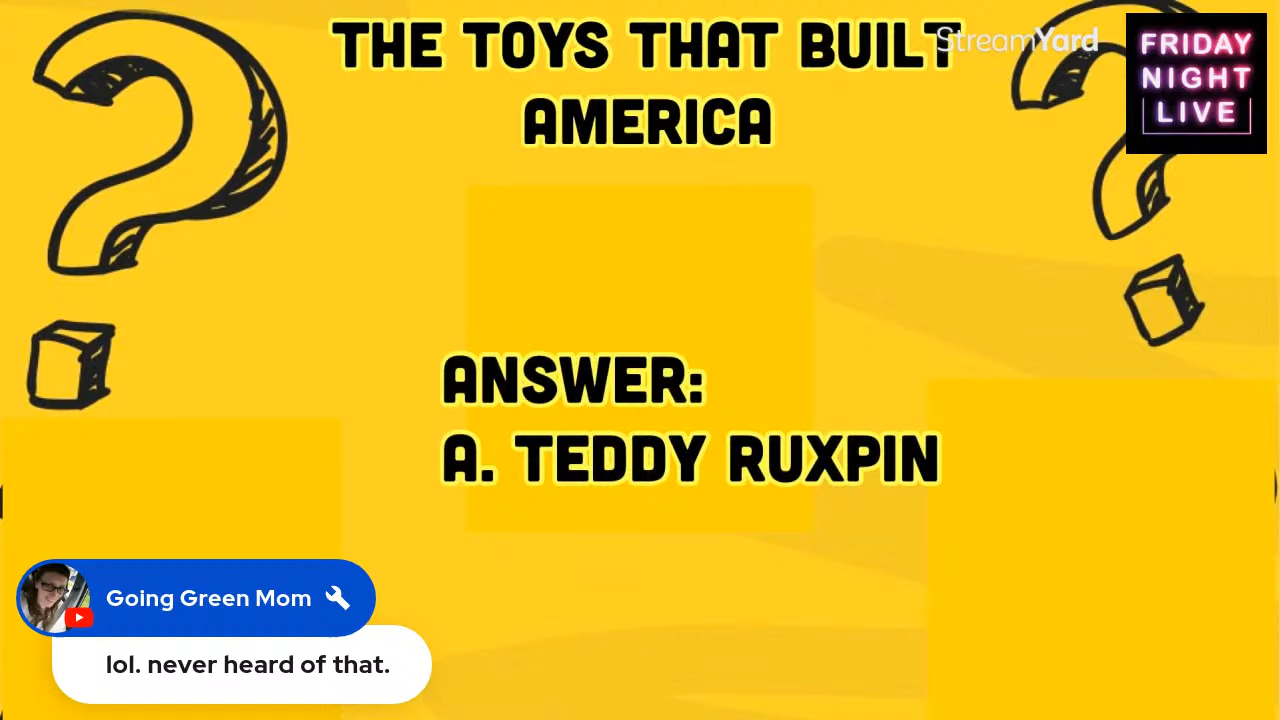 THE TOYS THAT BUILT
AMERICA
StreamYard
FRIDAY
NIGHT
LIVE
ANSWER:
A. TEDDY RUXPIN
Going Green Mom
lol. never heard of that.